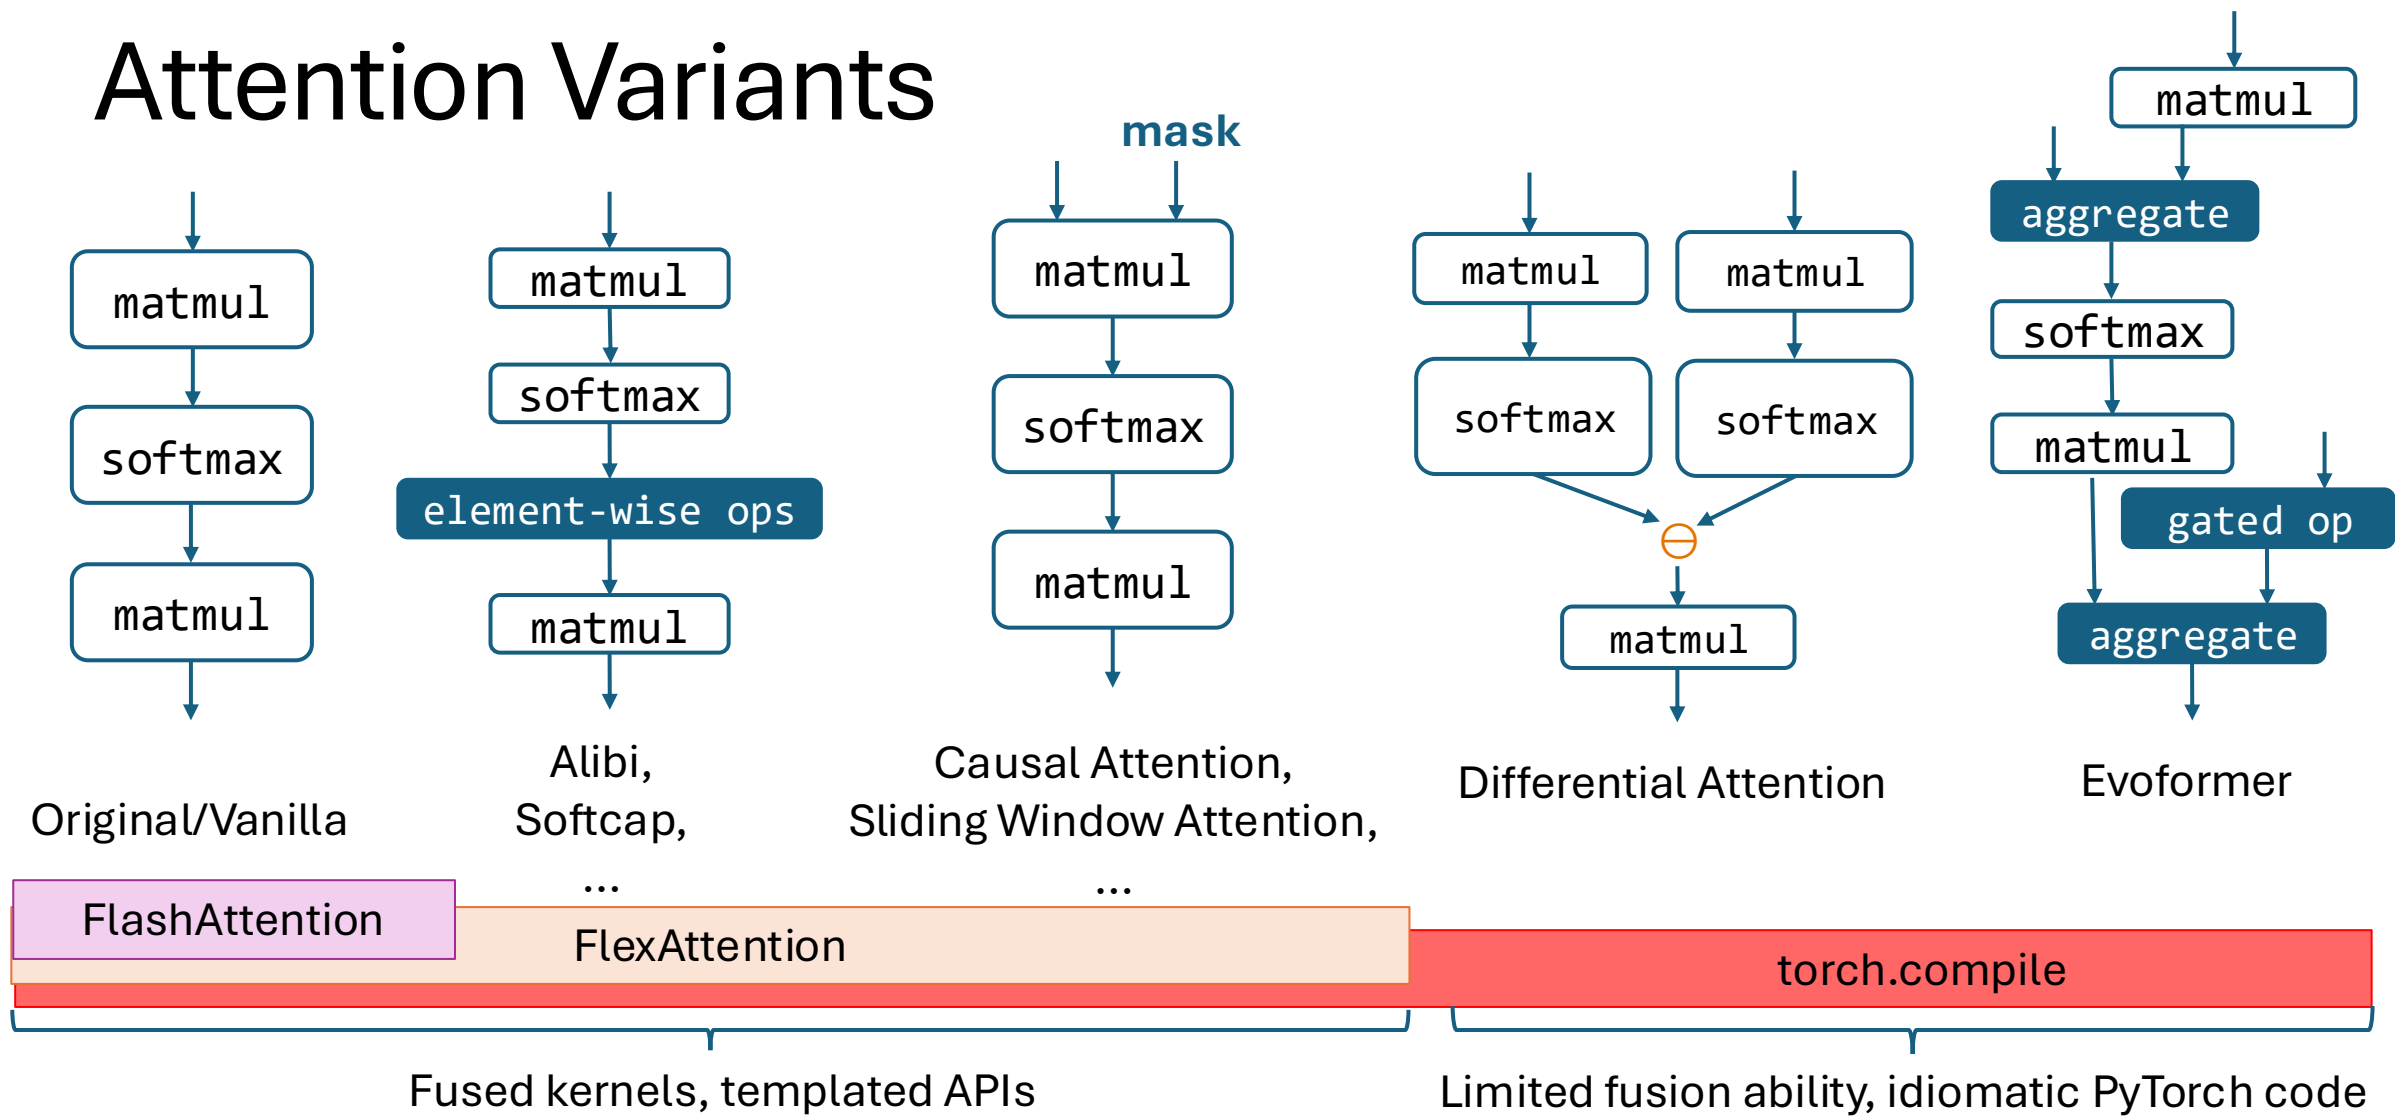 Attention Variants
matmul
softmax
matmul
Original/Vanilla
matmul
softmax
element-wise ops
matmul
Alibi,
Softcap,
...
mask
matmul
softmax
matmul
Causal Attention,
Sliding Window Attention,
...
matmul
matmul
softmax
softmax
matmul
Differential Attention
matmul
aggregate
softmax
matmul
gated op
aggregate
Evoformer
FlashAttention
FlexAttention
torch.compile
Fused kernels, templated APIs
Limited fusion ability, idiomatic PyTorch code